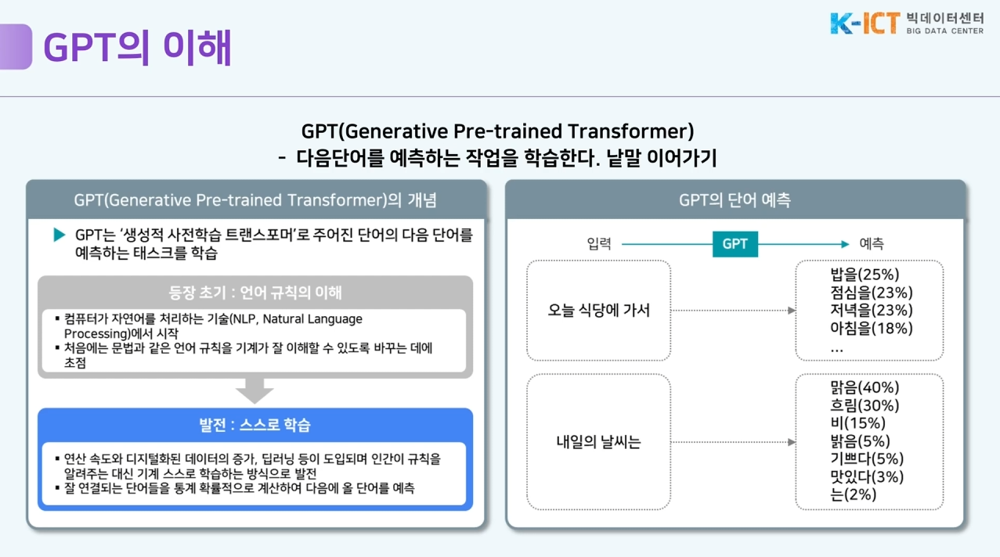 GPT의 이해
K-ICT 빅데이터센터
BIG DATA CENTER
GPT(Generative Pre-trained Transformer)
- 다음단어를 예측하는 작업을 학습한다. 낱말 이어가기
GPT(Generative Pre-trained Transformer)의 개념
▶ GPT는 ‘생성적 사전학습 트랜스포머’로 주어진 단어의 다음 단어를
예측하는 태스크를 학습
등장 초기 : 언어 규칙의 이해
▪ 컴퓨터가 자연어를 처리하는 기술(NLP, Natural Language
Processing)에서 시작
▪ 처음에는 문법과 같은 언어 규칙을 기계가 잘 이해할 수 있도록 바꾸는 데에
초점
발전 : 스스로 학습
▪ 연산 속도와 디지털화된 데이터의 증가, 딥러닝 등이 도입되며 인간이 규칙을
알려주는 대신 기계 스스로 학습하는 방식으로 발전
▪ 잘 연결되는 단어들을 통계 확률적으로 계산하여 다음에 올 단어를 예측
GPT의 단어 예측
입력 GPT 예측
오늘 식당에 가서
밥을(25%)
점심을(23%)
저녁을(23%)
아침을(18%)
...
내일의 날씨는
맑음(40%)
흐림(30%)
비(15%)
밝음(5%)
기쁘다(5%)
맛있다(3%)
는(2%)